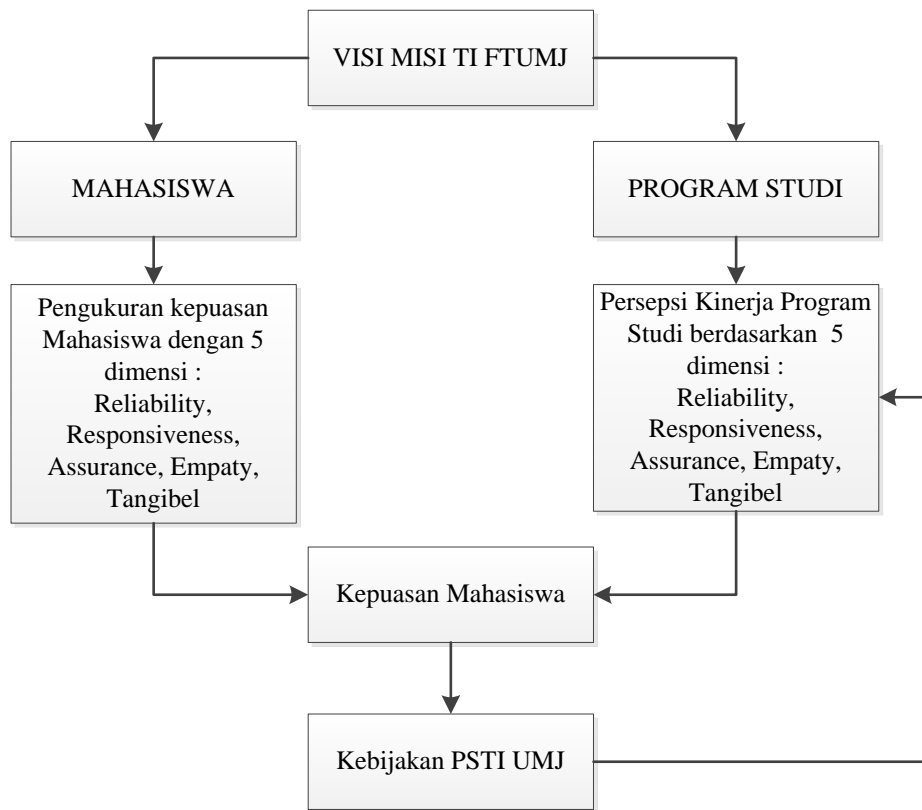 VISI MISI TI FTUMJ
MAHASISWA
PROGRAM STUDI
Pengukuran kepuasan
Mahasiswa dengan 5
dimensi :
Reliability,
Responsiveness,
Assurance, Empaty,
Tangibel
Persepsi Kinerja Program
Studi berdasarkan  5
dimensi :
Reliability,
Responsiveness,
Assurance, Empaty,
Tangibel
Kepuasan Mahasiswa
Kebijakan PSTI UMJ